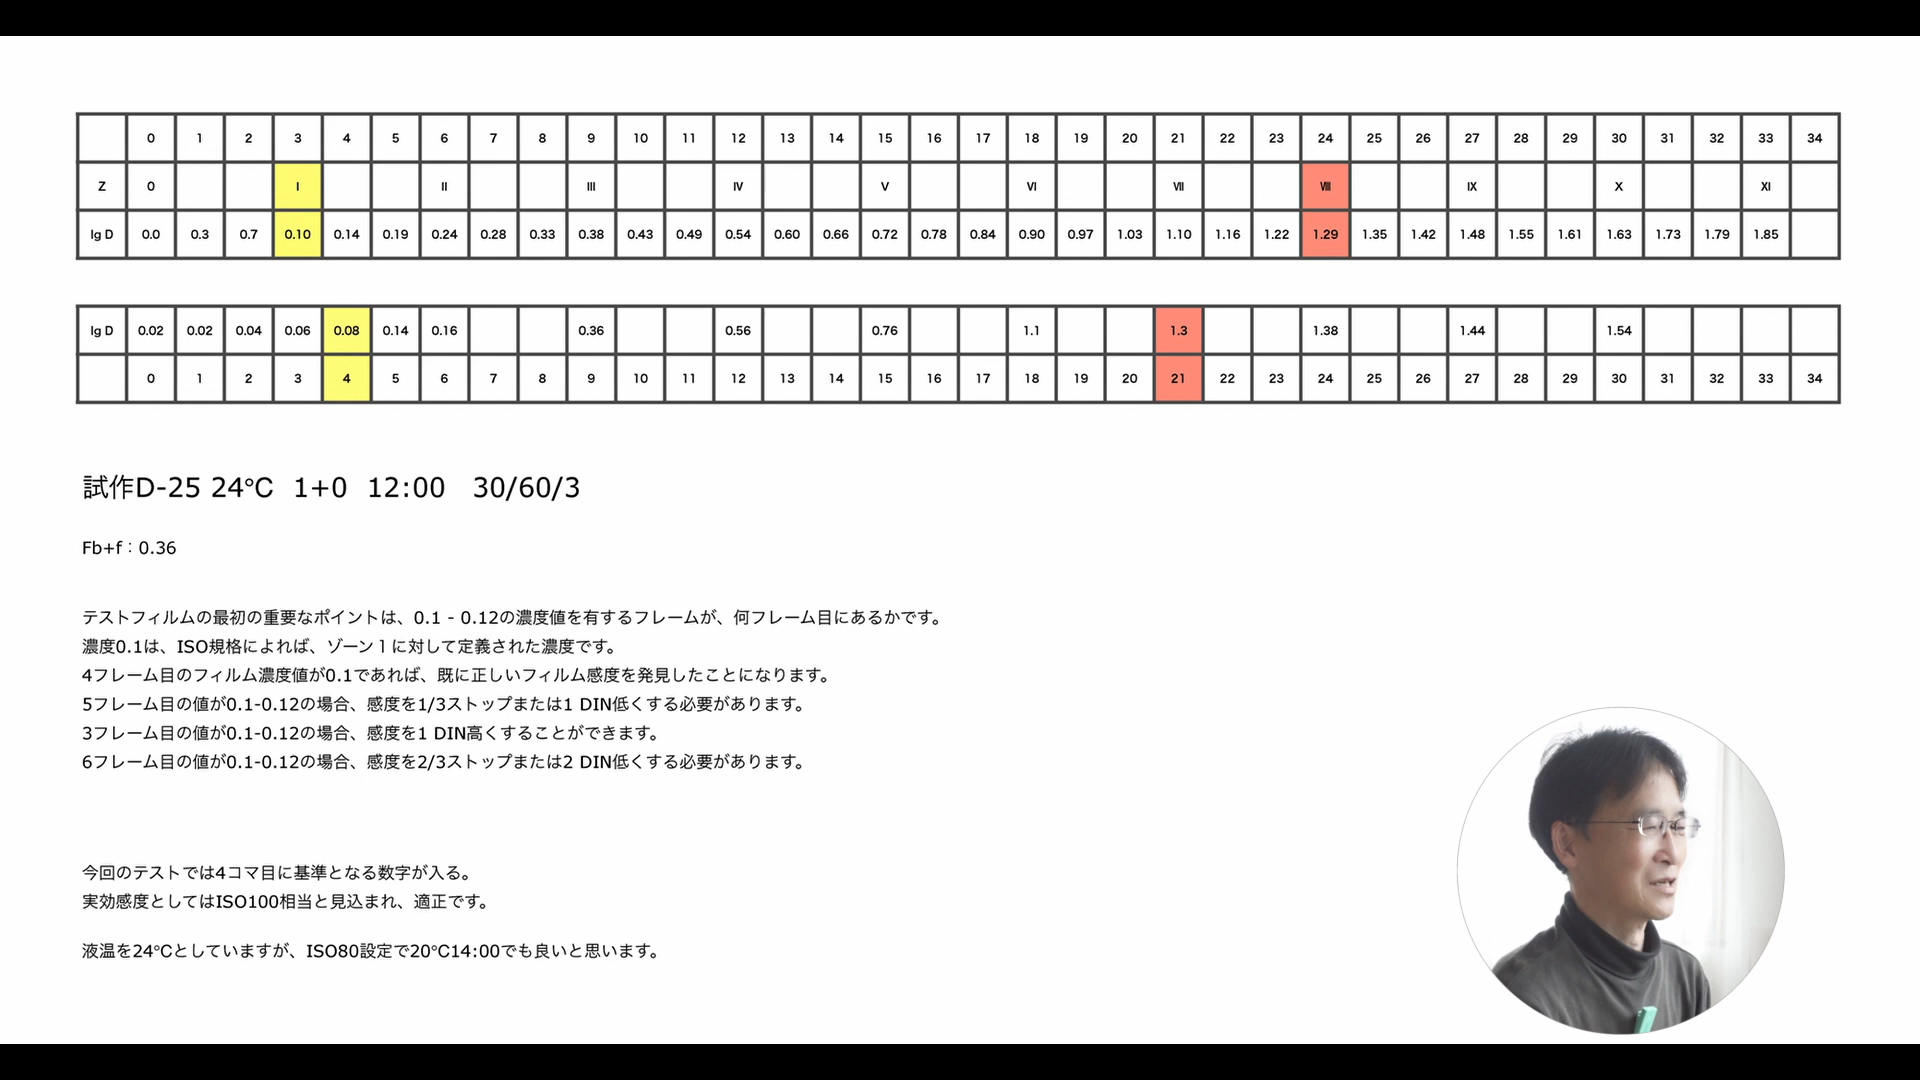 0 1 2 3 4 5 6 7 8 9 10 11 12 13 14 15 16 17 18 19 20 21 22 23 24 25 26 27 28 29 30 31 32 33 34
Z 0 Ⅰ Ⅱ Ⅲ Ⅳ Ⅴ Ⅵ Ⅶ Ⅷ Ⅸ Ⅹ Ⅺ
lg D 0.0 0.3 0.7 0.10 0.14 0.19 0.24 0.28 0.33 0.38 0.43 0.49 0.54 0.60 0.66 0.72 0.78 0.84 0.90 0.97 1.03 1.10 1.16 1.22 1.29 1.35 1.42 1.48 1.55 1.61 1.63 1.73 1.79 1.85
lg D 0.02 0.02 0.04 0.06 0.08 0.14 0.16 0.36 0.56 0.76 1.1 1.3 1.38 1.44 1.54
0 1 2 3 4 5 6 7 8 9 10 11 12 13 14 15 16 17 18 19 20 21 22 23 24 25 26 27 28 29 30 31 32 33 34
試作D-25 24℃ 1+0 12:00 30/60/3
Fb+f：0.36
テストフィルムの最初の重要なポイントは、0.1 - 0.12の濃度値を有するフレームが、何フレーム目にあるかです。
濃度0.1は、ISO規格によれば、ゾーン１に対して定義された濃度です。
4フレーム目のフィルム濃度値が0.1であれば、既に正しいフィルム感度を発見したことになります。
5フレーム目の値が0.1-0.12の場合、感度を1/3ストップまたは1 DIN低くする必要があります。
3フレーム目の値が0.1-0.12の場合、感度を1 DIN高くすることができます。
6フレーム目の値が0.1-0.12の場合、感度を2/3ストップまたは2 DIN低くする必要があります。
今回のテストでは4コマ目に基準となる数字が入る。
実効感度としてはISO100相当と見込まれ、適正です。
液温を24℃としていますが、ISO80設定で20℃14:00でも良いと思います。